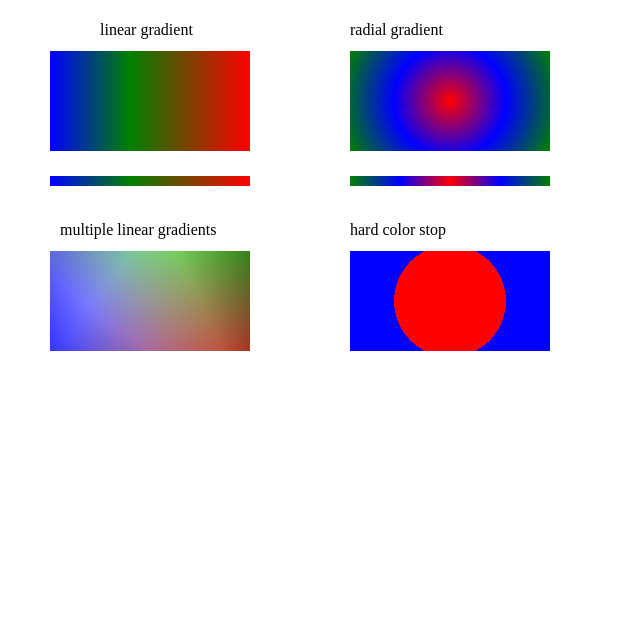 linear gradient
radial gradient
multiple linear gradients
hard color stop